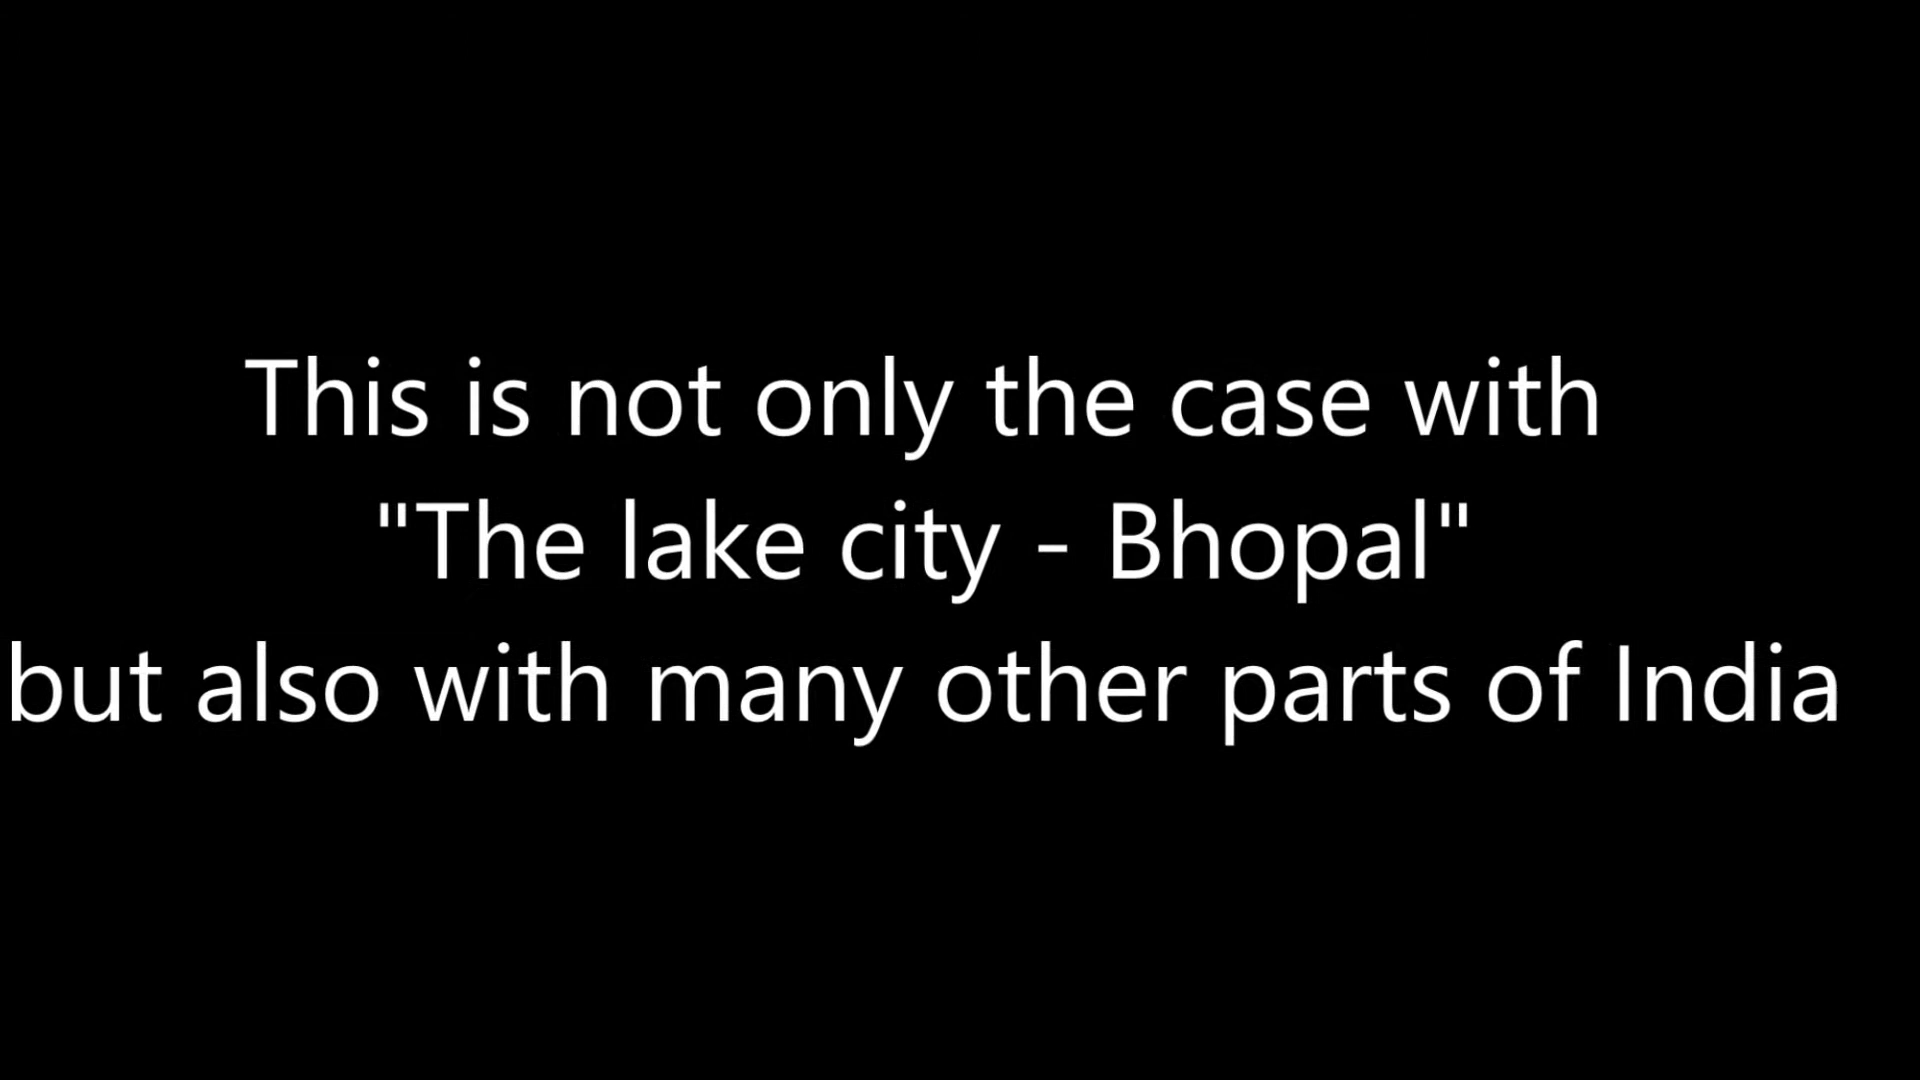 This is not only the case with
"The lake city - Bhopal"
but also with many other parts of India